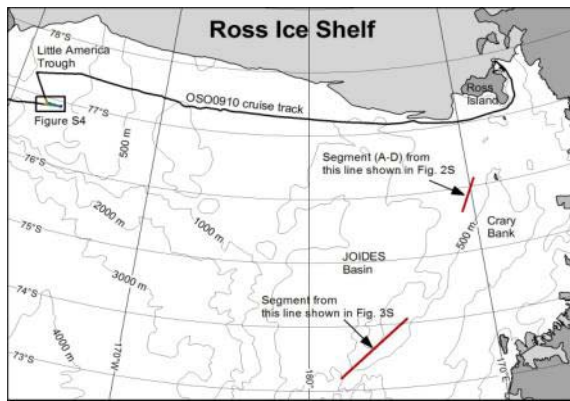 Ross Ice Shelf
78°S
Little America
Trough
OSO0910 cruise track
Ross
Island
77°S
Figure S4
500 m
Segment (A-D) from
this line shown in Fig. 2S
76°S
2000 m
1000 m
Crary
Bank
500 m
75°S
JOIDES
Basin
3000 m
Segment from
this line shown in Fig. 3S
74°S
4000 m
73°S
170°W
180°
170°E